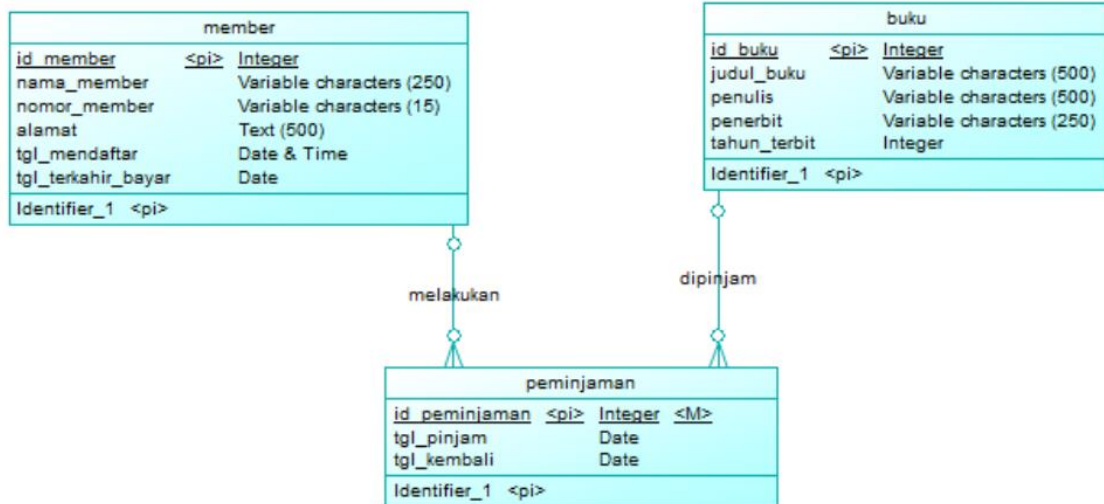 member
id_member <pi> Integer
nama_member Variable characters (250)
nomor_member Variable characters (15)
alamat Text (500)
tgl_mendaftar Date & Time
tgl_terkahir_bayar Date
Identifier_1 <pi>
buku
id_buku <pi> Integer
judul_buku Variable characters (500)
penulis Variable characters (500)
penerbit Variable characters (250)
tahun_terbit Integer
Identifier_1 <pi>
melakukan
dipinjam
peminjaman
id_peminjaman <pi> Integer <M>
tgl_pinjam Date
tgl_kembali Date
Identifier_1 <pi>